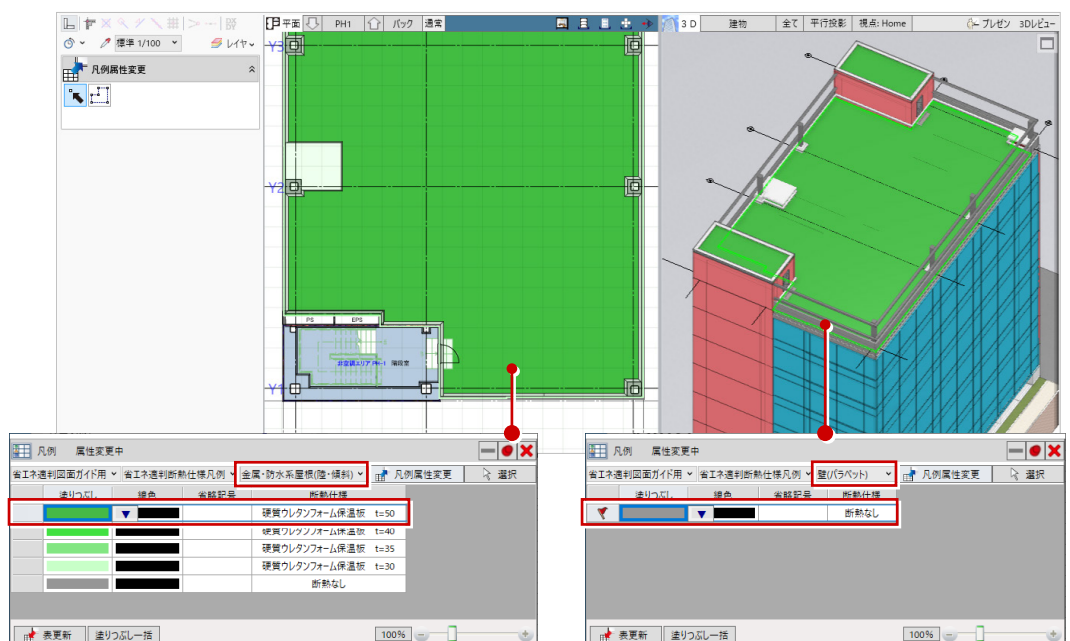 平面 PH1 バック 通常
3D 建物 全て 平行投影 視点: Home プレゼン 3Dビュー
標準 1/100 レイヤ
凡例属性変更
Y3
Y2
Y1
PS EPS
非空調エリア PH-1 階段室
凡例 属性変更中
省エネ適判図面ガイド用 省エネ適判断熱仕様凡例 金属・防水系屋根(陸・傾斜) 凡例属性変更 選択
塗りつぶし 線色 省略記号 断熱仕様
硬質ウレタンフォーム保温板 t=50
硬質ウレタンフォーム保温板 t=40
硬質ウレタンフォーム保温板 t=35
硬質ウレタンフォーム保温板 t=30
断熱なし
表更新 塗りつぶし一括 100%
凡例 属性変更中
省エネ適判図面ガイド用 省エネ適判断熱仕様凡例 壁(パラペット) 凡例属性変更 選択
塗りつぶし 線色 省略記号 断熱仕様
断熱なし
表更新 塗りつぶし一括 100%